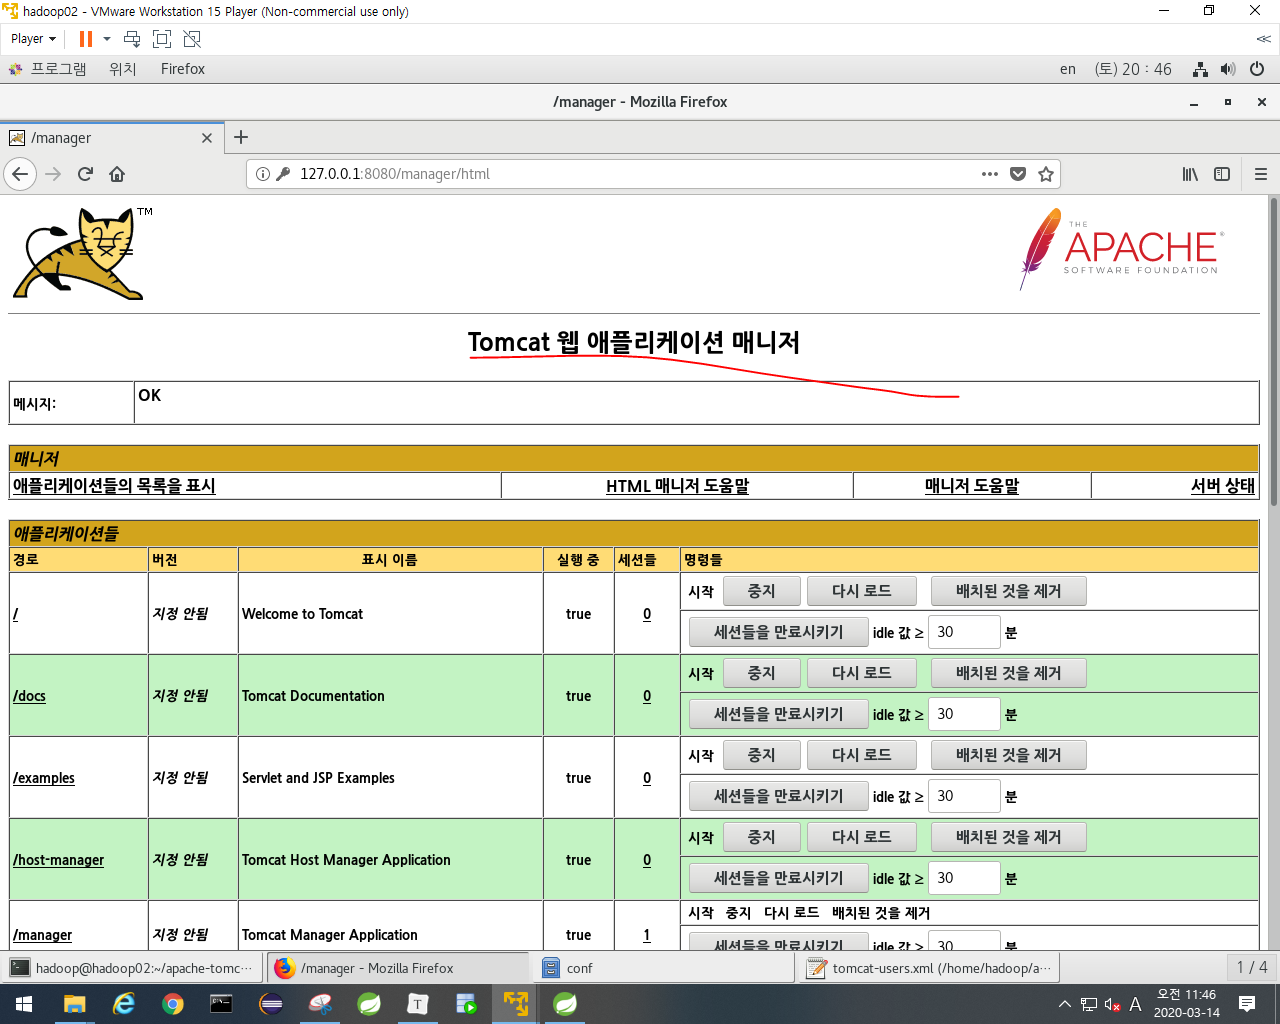 hadoop02 - VMware Workstation 15 Player (Non-commercial use only)
Player
프로그램 위치 Firefox en (토) 20 : 46
/manager - Mozilla Firefox
/manager
127.0.0.1:8080/manager/html
TM
THE
APACHE®
SOFTWARE FOUNDATION
Tomcat 웹 애플리케이션 매니저
메시지: OK
매니저
애플리케이션들의 목록을 표시 HTML 매니저 도움말 매니저 도움말 서버 상태
애플리케이션들
경로 버전 표시 이름 실행 중 세션들 명령들
시작 중지 다시 로드 배치된 것을 제거
/ 지정 안됨 Welcome to Tomcat true 0
세션들을 만료시키기 idle 값 ≥ 30 분
시작 중지 다시 로드 배치된 것을 제거
/docs 지정 안됨 Tomcat Documentation true 0
세션들을 만료시키기 idle 값 ≥ 30 분
시작 중지 다시 로드 배치된 것을 제거
/examples 지정 안됨 Servlet and JSP Examples true 0
세션들을 만료시키기 idle 값 ≥ 30 분
시작 중지 다시 로드 배치된 것을 제거
/host-manager 지정 안됨 Tomcat Host Manager Application true 0
세션들을 만료시키기 idle 값 ≥ 30 분
시작 중지 다시 로드 배치된 것을 제거
/manager 지정 안됨 Tomcat Manager Application true 1
세션들을 만료시키기 idle 값 ≥ 30 분
hadoop@hadoop02:~/apache-tomc… /manager - Mozilla Firefox conf tomcat-users.xml (/home/hadoop/a… 1 / 4
T A 오전 11:46
2020-03-14